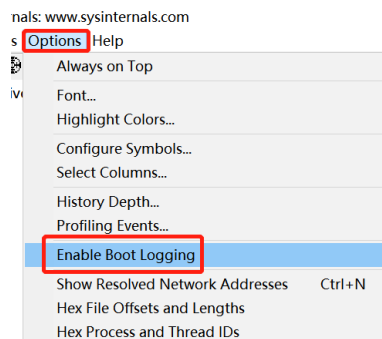 nals: www.sysinternals.com
s Options Help
Always on Top
Font...
Highlight Colors...
Configure Symbols...
Select Columns...
History Depth...
Profiling Events...
Enable Boot Logging
Show Resolved Network Addresses Ctrl+N
Hex File Offsets and Lengths
Hex Process and Thread IDs